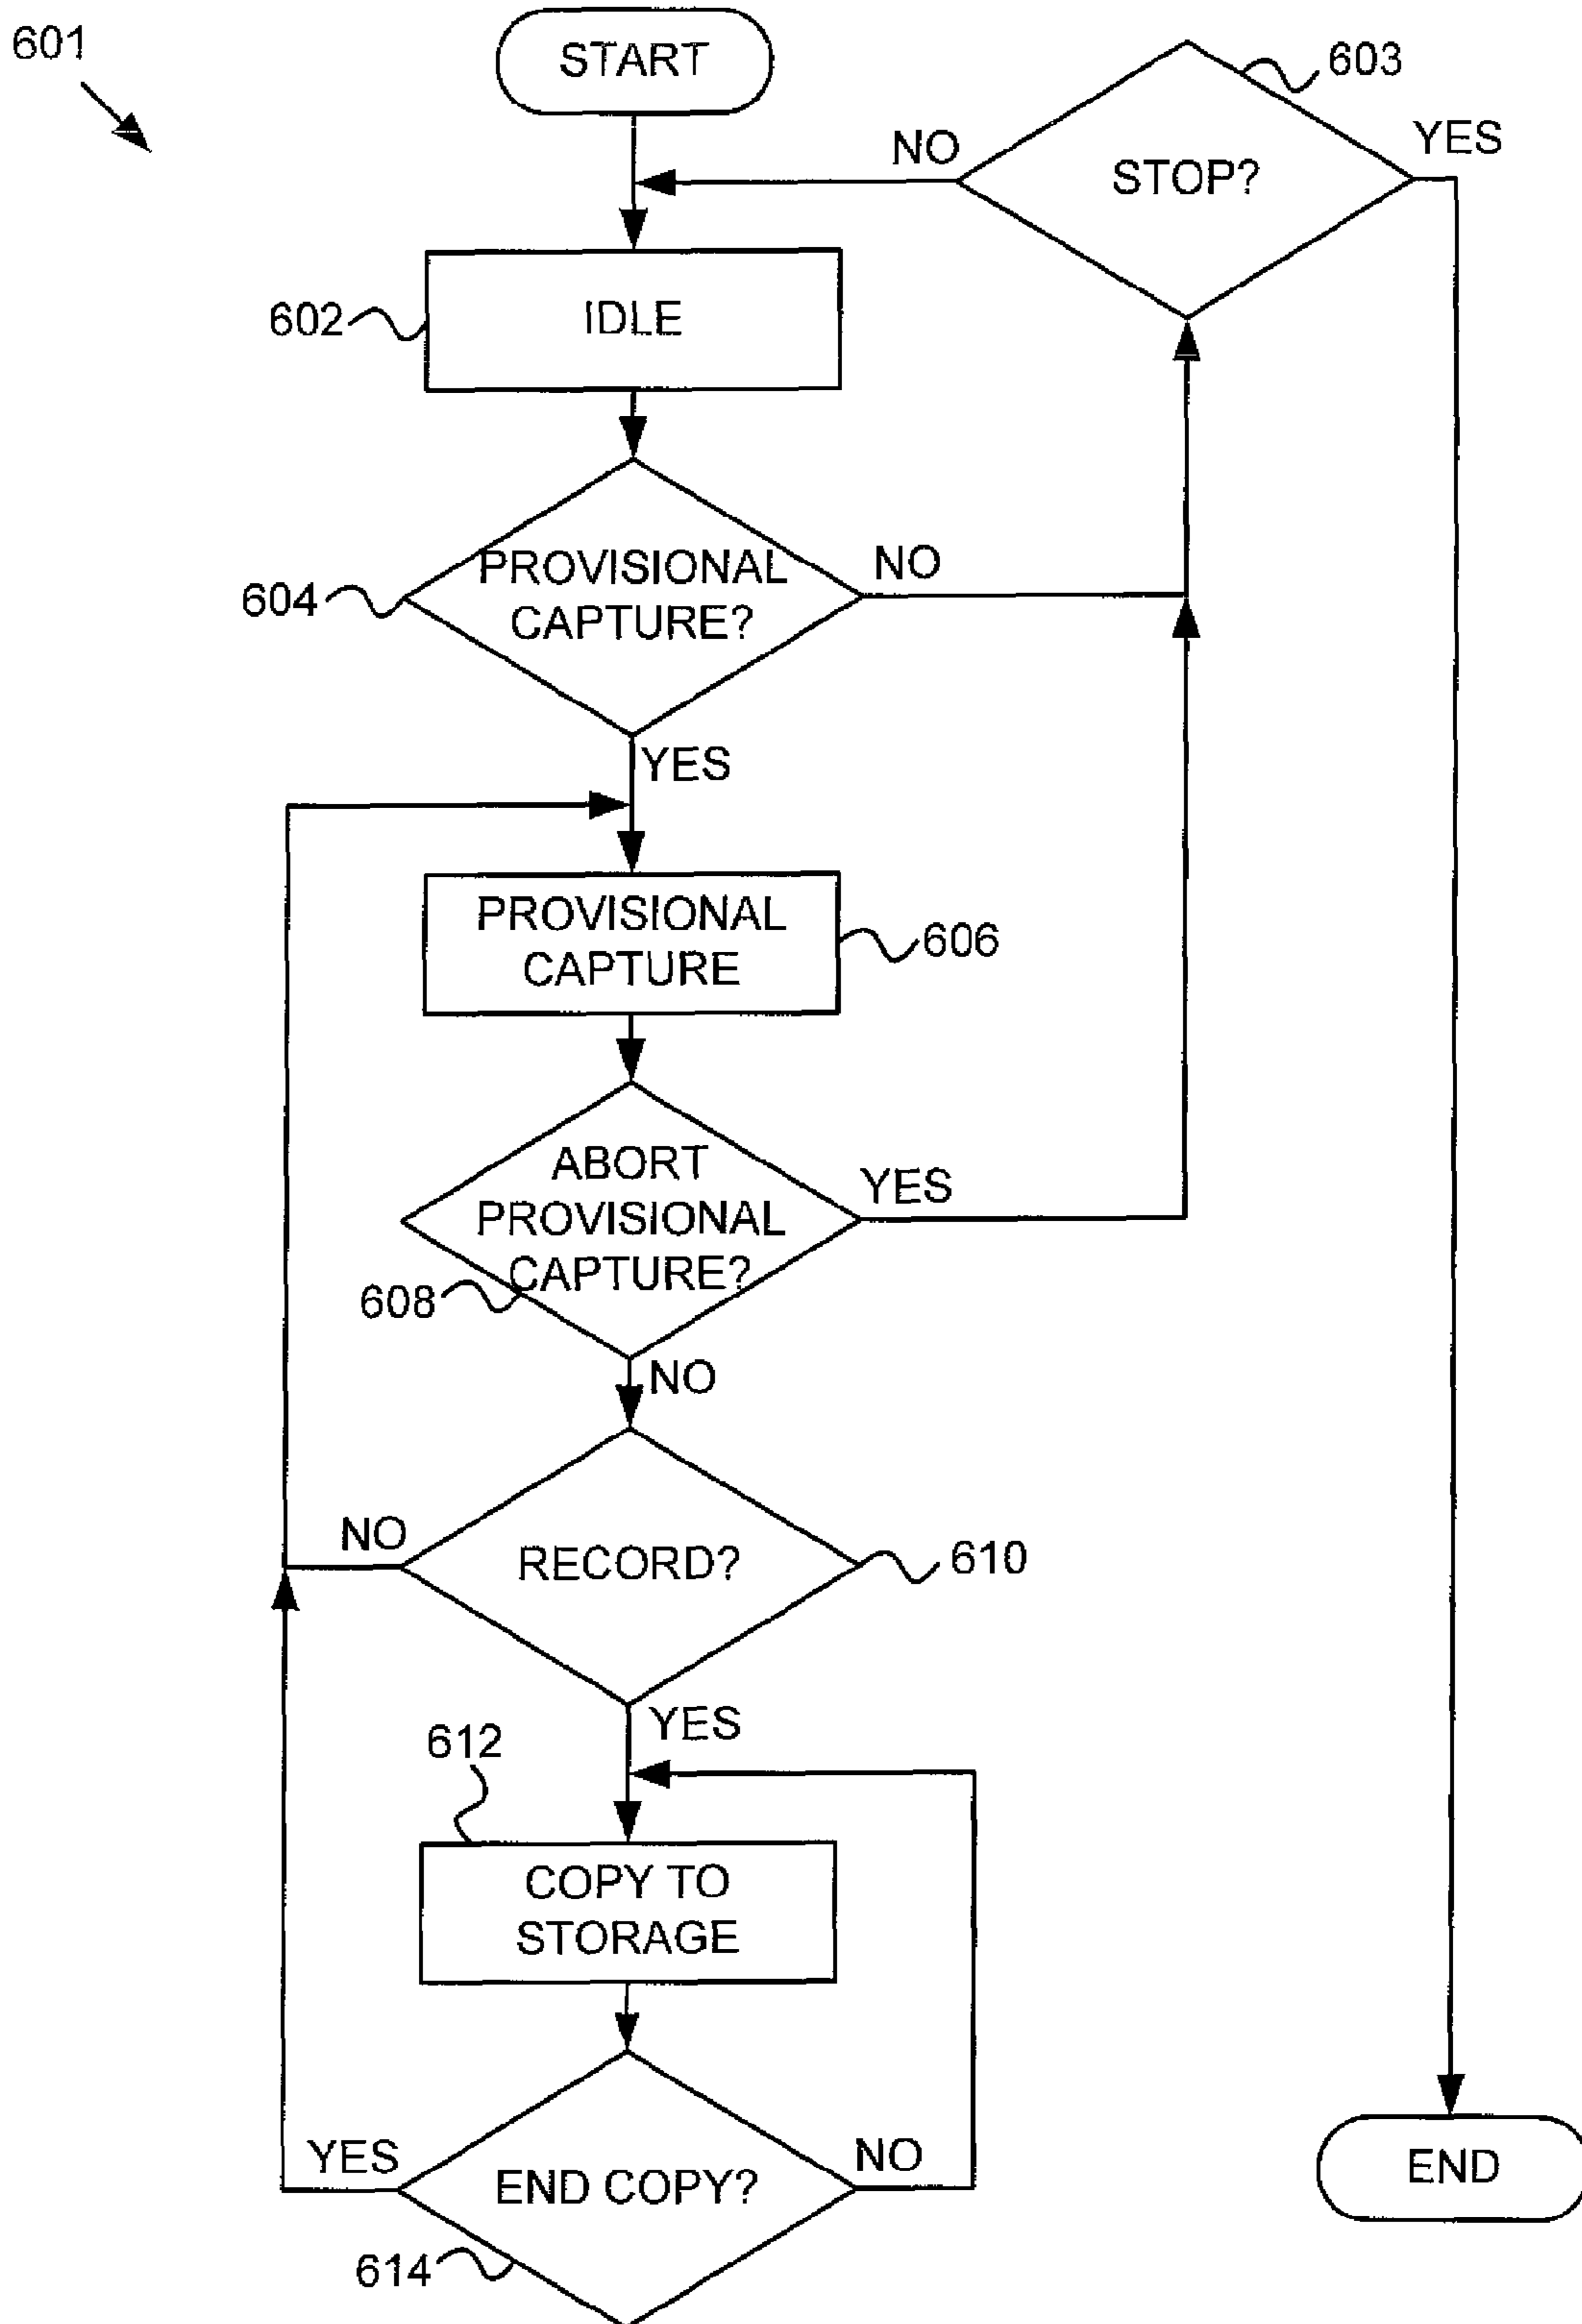 601
START
603
NO
YES
STOP?
602
IDLE
604
PROVISIONAL
CAPTURE?
NO
YES
PROVISIONAL
CAPTURE
606
ABORT
PROVISIONAL
CAPTURE?
YES
608
NO
NO
RECORD?
610
YES
612
COPY TO
STORAGE
YES
END COPY?
NO
614
END